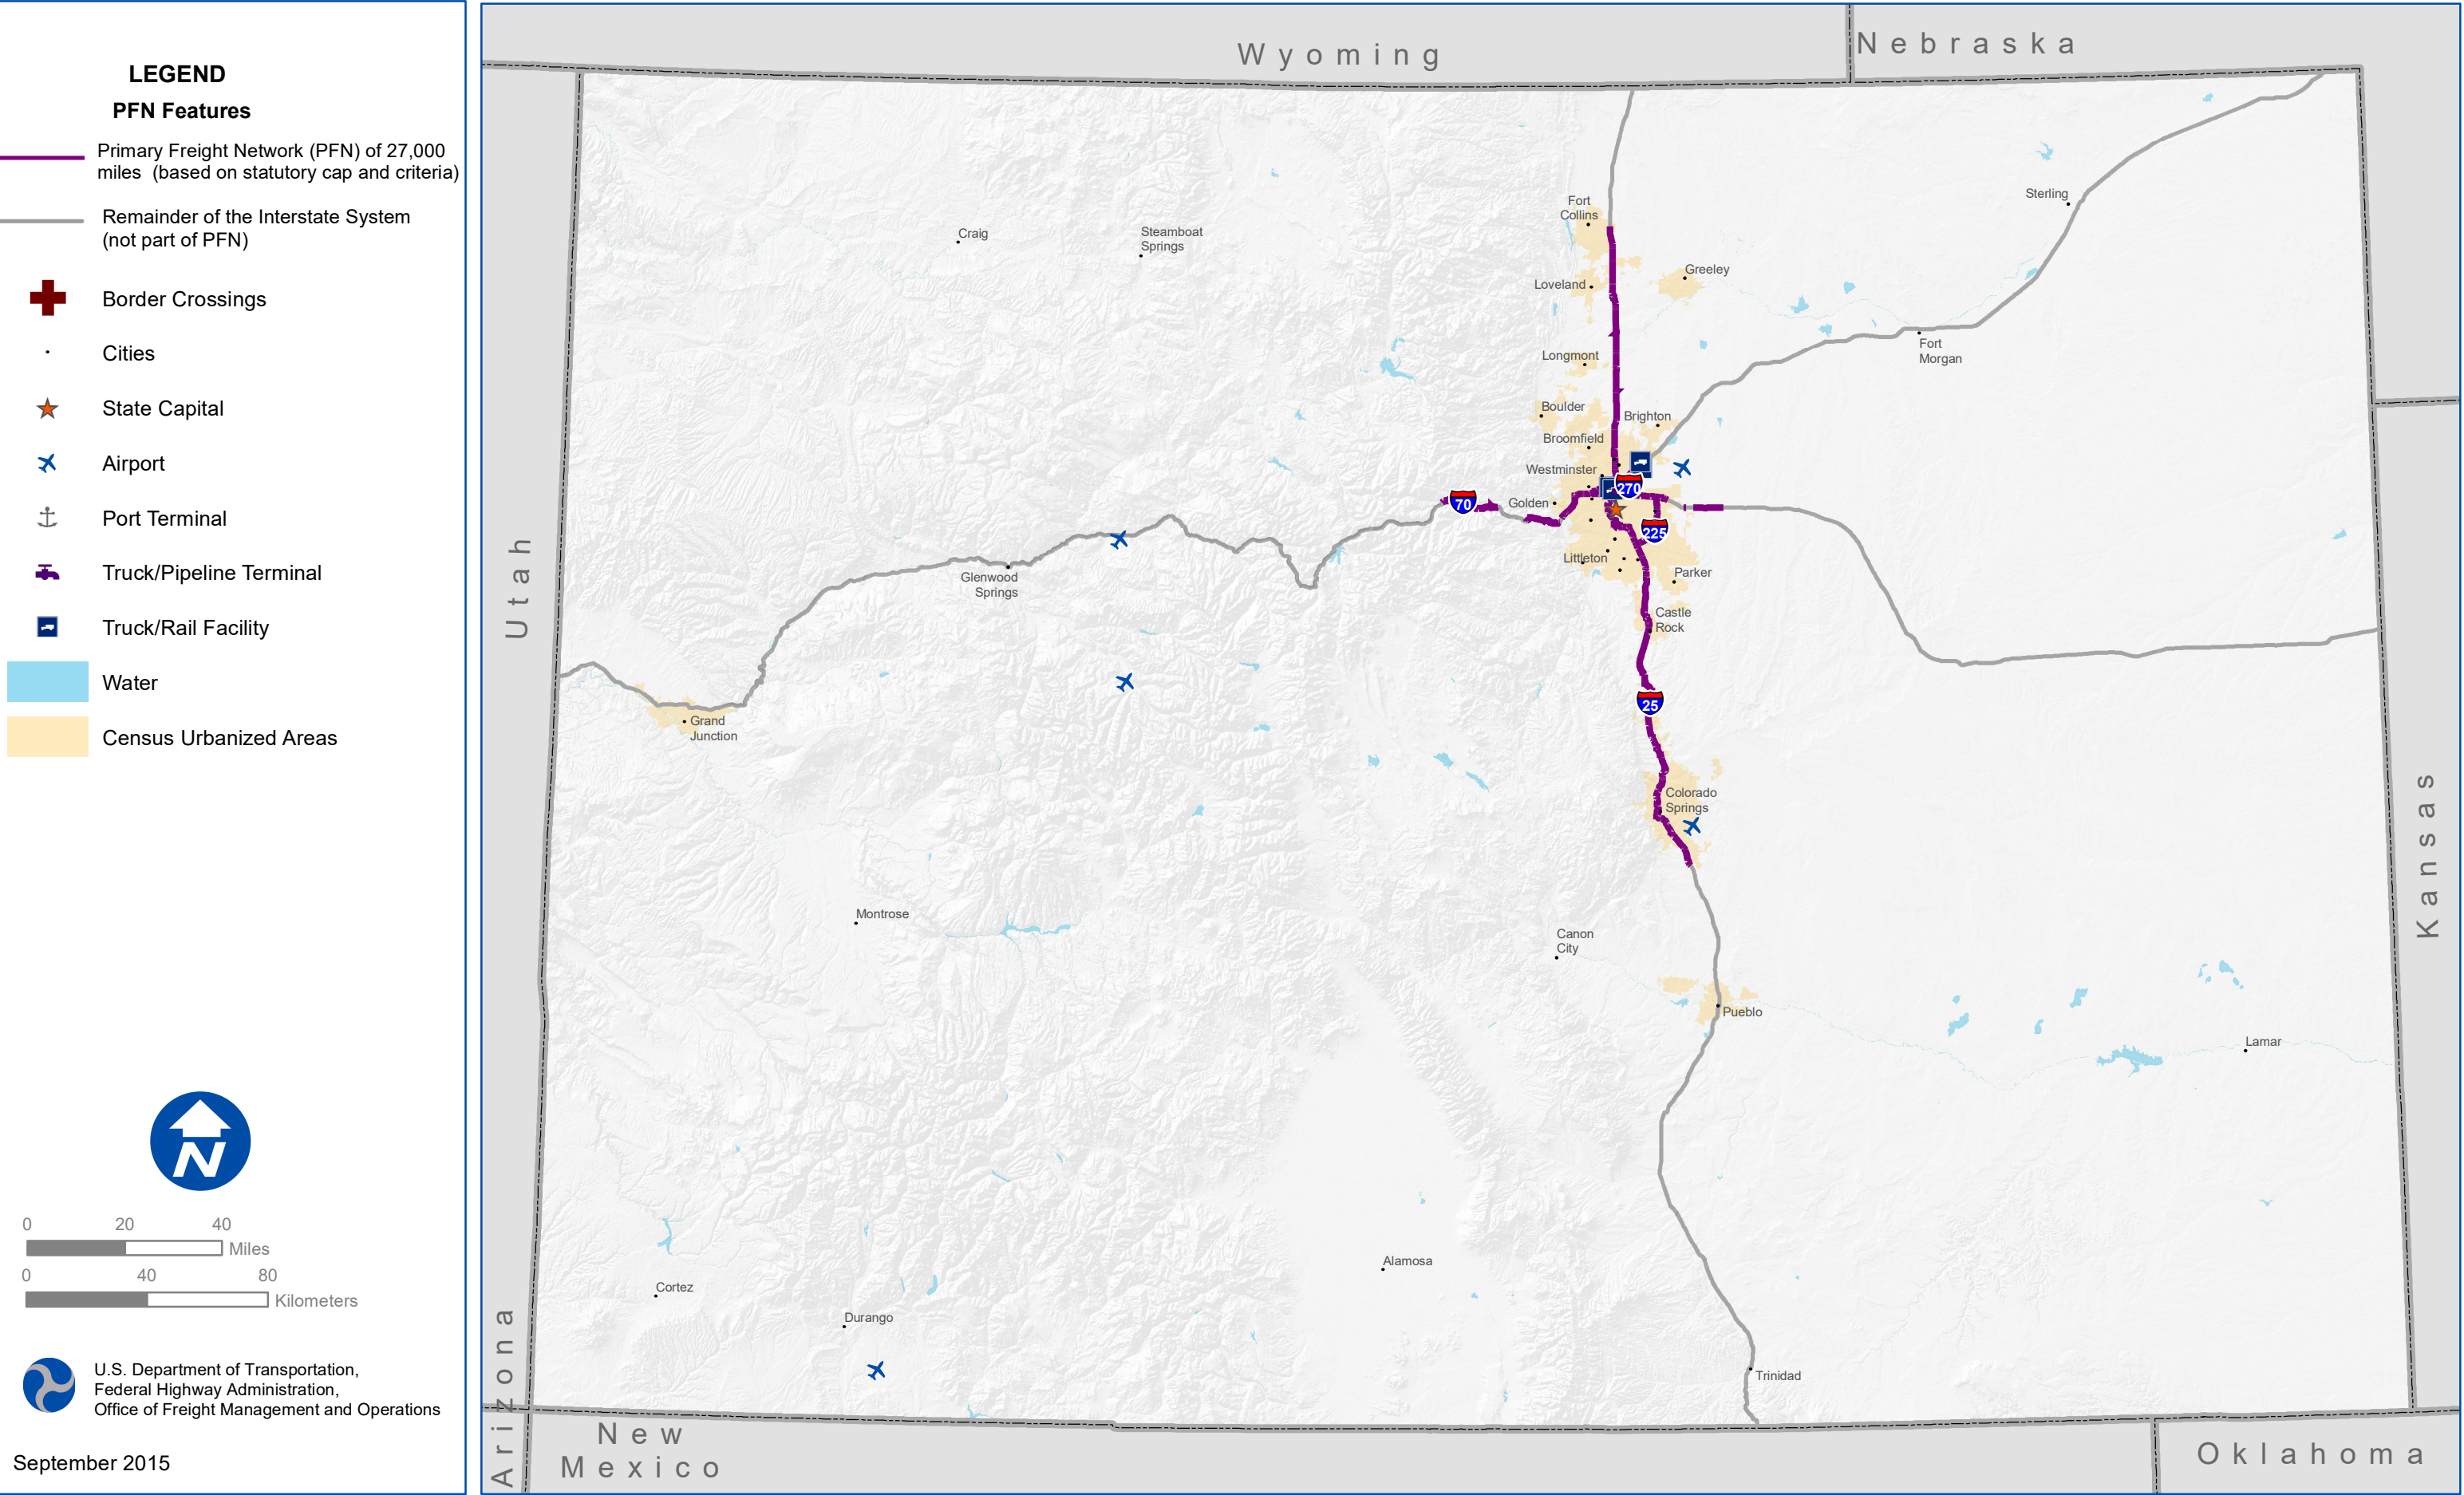 LEGEND
PFN Features
Primary Freight Network (PFN) of 27,000
miles (based on statutory cap and criteria)
Remainder of the Interstate System
(not part of PFN)
Border Crossings
Cities
State Capital
Airport
Port Terminal
Truck/Pipeline Terminal
Truck/Rail Facility
Water
Census Urbanized Areas
N
0 20 40
Miles
0 40 80
Kilometers
U.S. Department of Transportation,
Federal Highway Administration,
Office of Freight Management and Operations
September 2015
Wyoming
Nebraska
Utah
Kansas
Arizona
New
Mexico
Oklahoma
Craig
Steamboat
Springs
Fort
Collins
Loveland
Greeley
Sterling
Longmont
Fort
Morgan
Boulder
Brighton
Broomfield
Westminster
Golden
70
270
225
Littleton
Parker
Castle
Rock
25
Glenwood
Springs
Grand
Junction
Colorado
Springs
Montrose
Canon
City
Pueblo
Lamar
Alamosa
Cortez
Durango
Trinidad